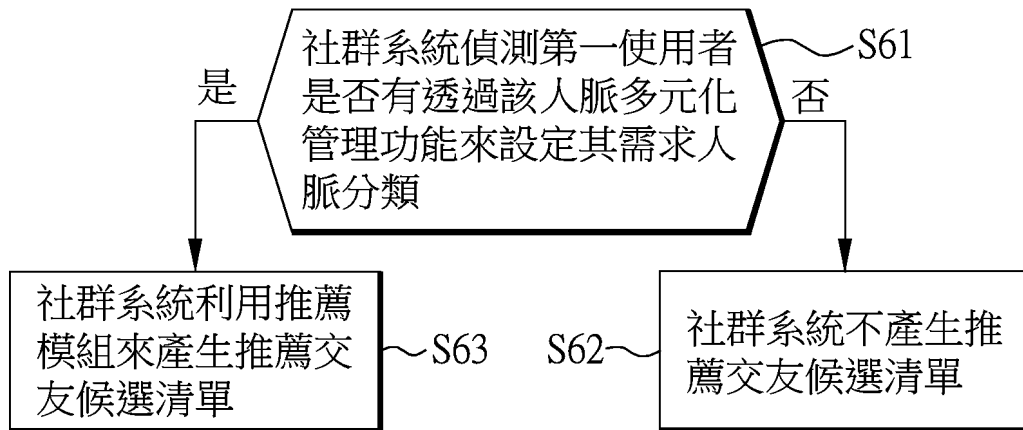 社群系統偵測第一使用者
是否有透過該人脈多元化
管理功能來設定其需求人
脈分類
S61
是
否
社群系統利用推薦
模組來產生推薦交
友候選清單
S63
S62
社群系統不產生推
薦交友候選清單